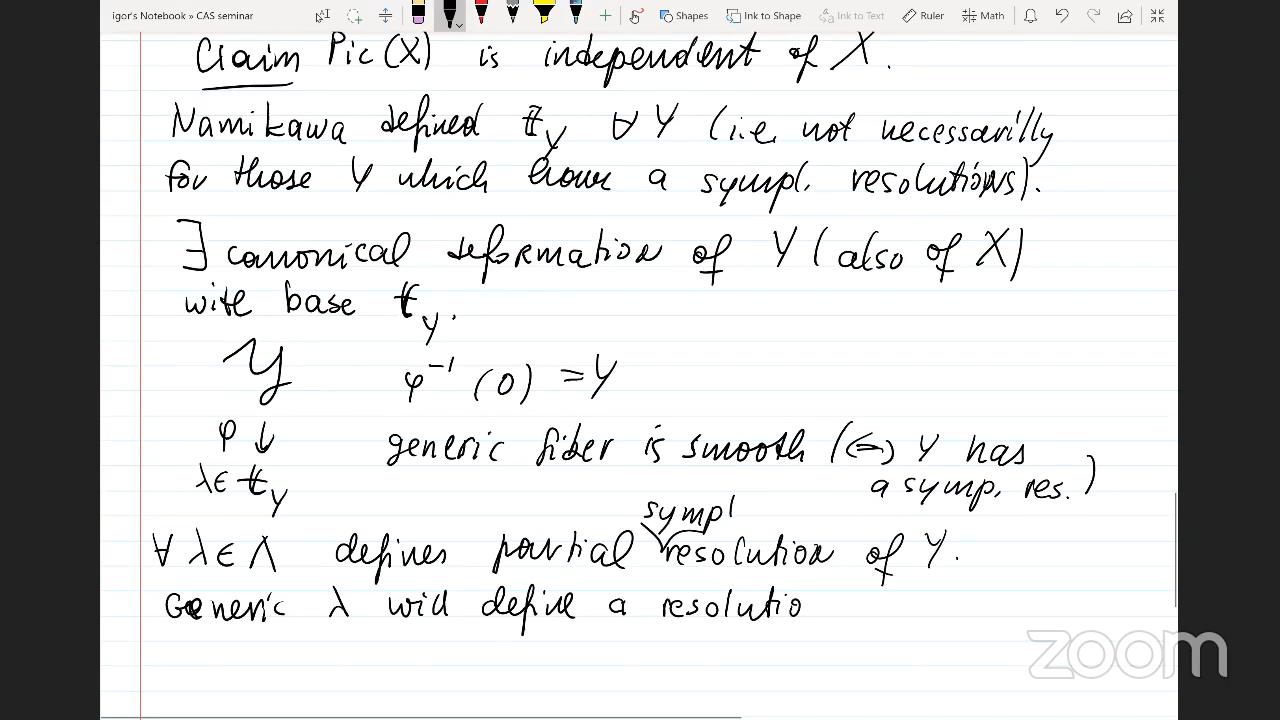 igor's Notebook » CAS seminar
Shapes Ink to Shape Ink to Text Ruler Math
Claim Pic(X) is independent of X.
Namikawa defined 𝔱_Y ∀ Y (i.e. not necessarilly
for those Y which have a sympl. resolutions).
∃ canonical deformation of Y (also of X)
with base 𝔱_Y.
𝒴 φ⁻¹(0) = Y
φ ↓ generic fiber is smooth (⇐) Y has
λ ∈ 𝔱_Y a symp. res.)
sympl
∀ λ ∈ Λ defines partial resolution of Y.
Generic λ will define a resolutio
zoom